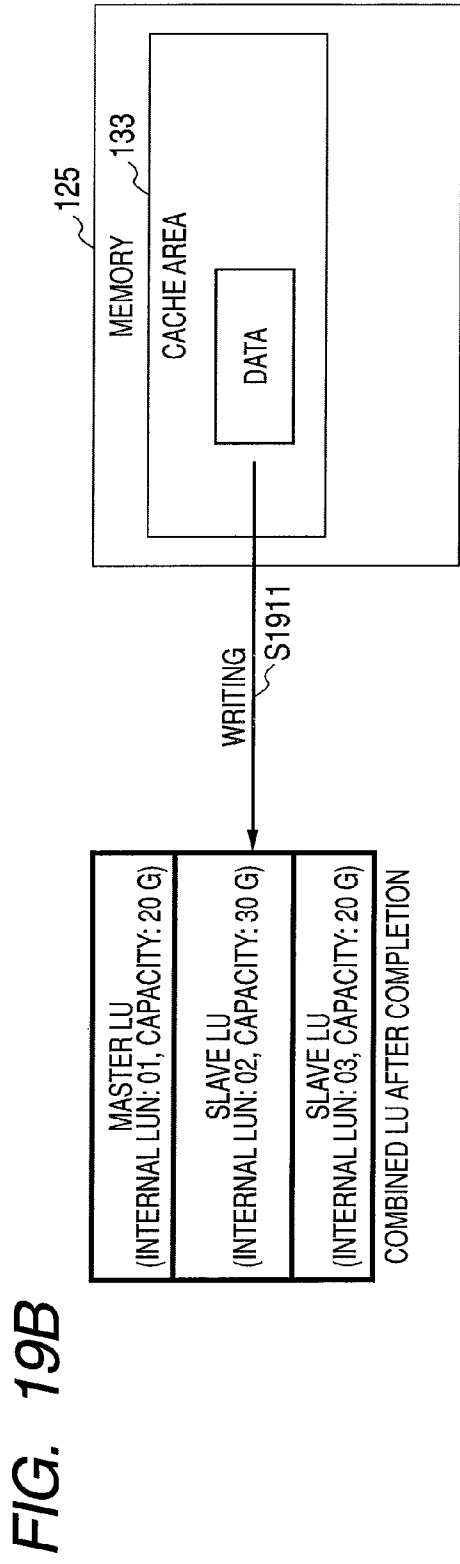 FIG. 19B
MASTER LU
(INTERNAL LUN: 01, CAPACITY: 20 G)
SLAVE LU
(INTERNAL LUN: 02, CAPACITY: 30 G)
SLAVE LU
(INTERNAL LUN: 03, CAPACITY: 20 G)
COMBINED LU AFTER COMPLETION
WRITING
S1911
125
MEMORY
133
CACHE AREA
DATA